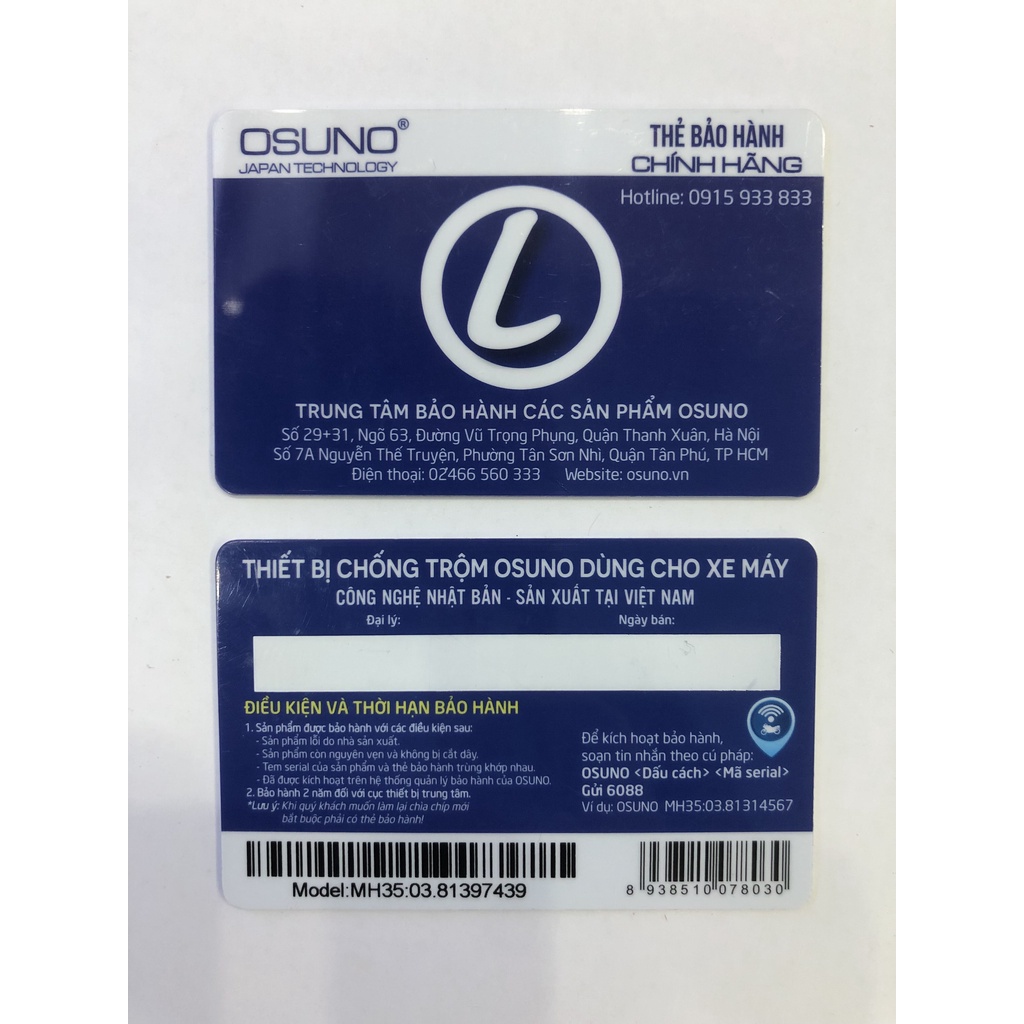 OSUNO®
JAPAN TECHNOLOGY
THẺ BẢO HÀNH
CHÍNH HÃNG
Hotline: 0915 933 833
L
TRUNG TÂM BẢO HÀNH CÁC SẢN PHẨM OSUNO
Số 29+31, Ngõ 63, Đường Vũ Trọng Phụng, Quận Thanh Xuân, Hà Nội
Số 7A Nguyễn Thế Truyện, Phường Tân Sơn Nhì, Quận Tân Phú, TP HCM
Điện thoại: 02466 560 333 Website: osuno.vn
THIẾT BỊ CHỐNG TRỘM OSUNO DÙNG CHO XE MÁY
CÔNG NGHỆ NHẬT BẢN - SẢN XUẤT TẠI VIỆT NAM
Đại lý: Ngày bán:
ĐIỀU KIỆN VÀ THỜI HẠN BẢO HÀNH
1. Sản phẩm được bảo hành với các điều kiện sau:
- Sản phẩm lỗi do nhà sản xuất.
- Sản phẩm còn nguyên vẹn và không bị cắt dây.
- Tem serial của sản phẩm và thẻ bảo hành trùng khớp nhau.
- Đã được kích hoạt trên hệ thống quản lý bảo hành của OSUNO.
2. Bảo hành 2 năm đối với cục thiết bị trung tâm.
*Lưu ý: Khi quý khách muốn làm lại chìa chíp mới
bắt buộc phải có thẻ bảo hành!
Để kích hoạt bảo hành,
soạn tin nhắn theo cú pháp:
OSUNO <Dấu cách> <Mã serial>
Gửi 6088
Ví dụ: OSUNO MH35:03.81314567
Model:MH35:03.81397439
8 938510 078030